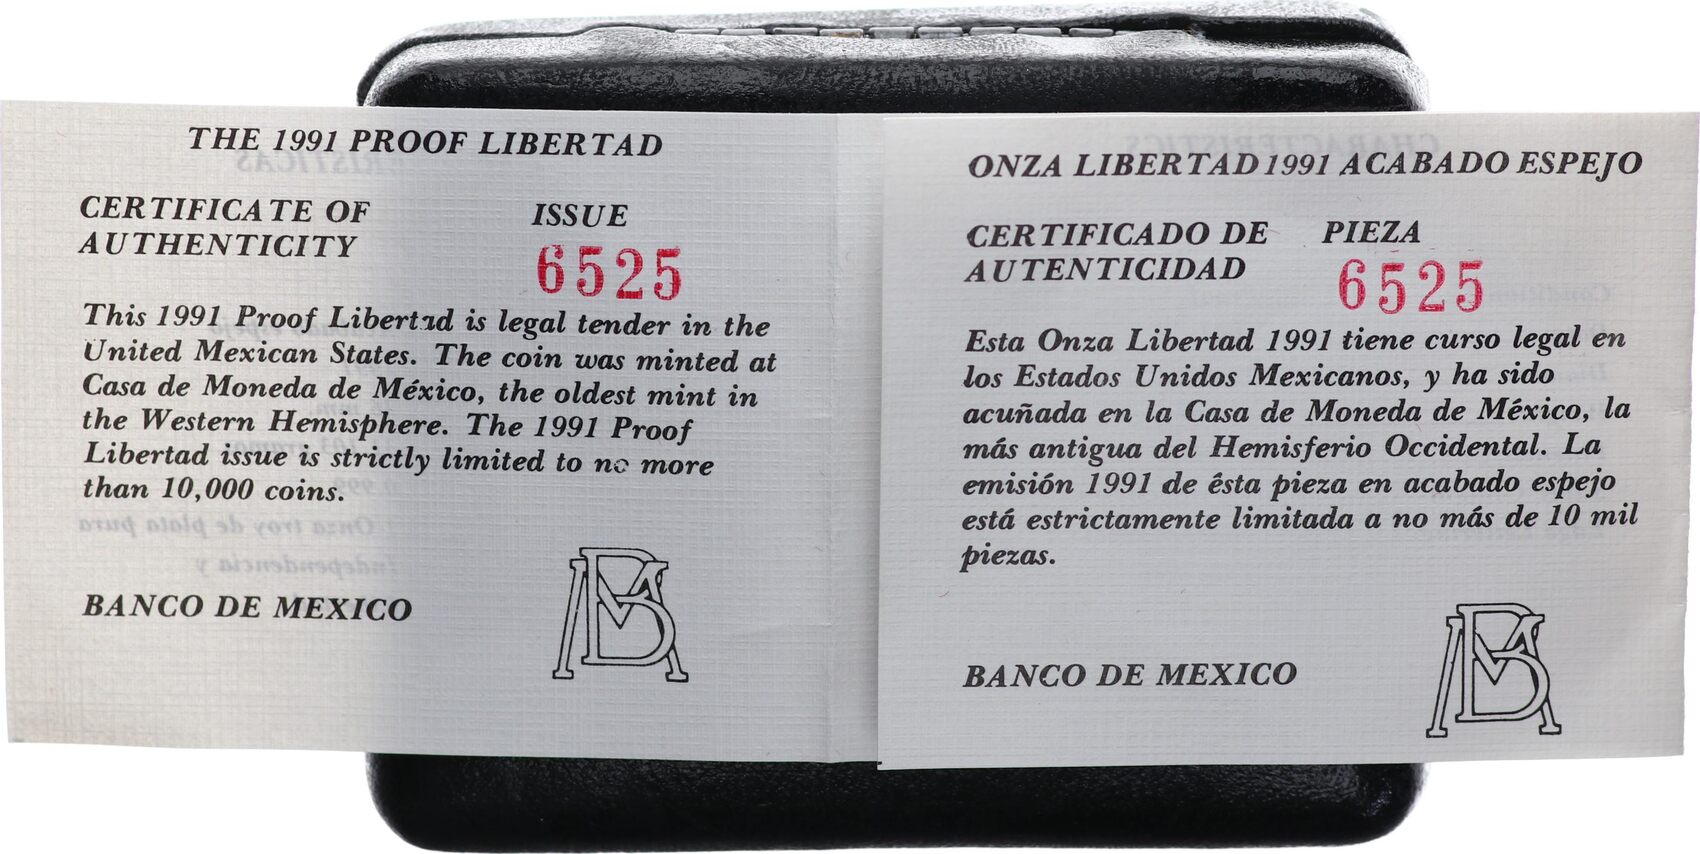 THE 1991 PROOF LIBERTAD
CERTIFICATE OF
AUTHENTICITY
ISSUE
6525
This 1991 Proof Libertad is legal tender in the
United Mexican States. The coin was minted at
Casa de Moneda de México, the oldest mint in
the Western Hemisphere. The 1991 Proof
Libertad issue is strictly limited to no more
than 10,000 coins.
BANCO DE MEXICO
ONZA LIBERTAD 1991 ACABADO ESPEJO
CERTIFICADO DE
AUTENTICIDAD
PIEZA
6525
Esta Onza Libertad 1991 tiene curso legal en
los Estados Unidos Mexicanos, y ha sido
acuñada en la Casa de Moneda de México, la
más antigua del Hemisferio Occidental. La
emisión 1991 de ésta pieza en acabado espejo
está estrictamente limitada a no más de 10 mil
piezas.
BANCO DE MEXICO